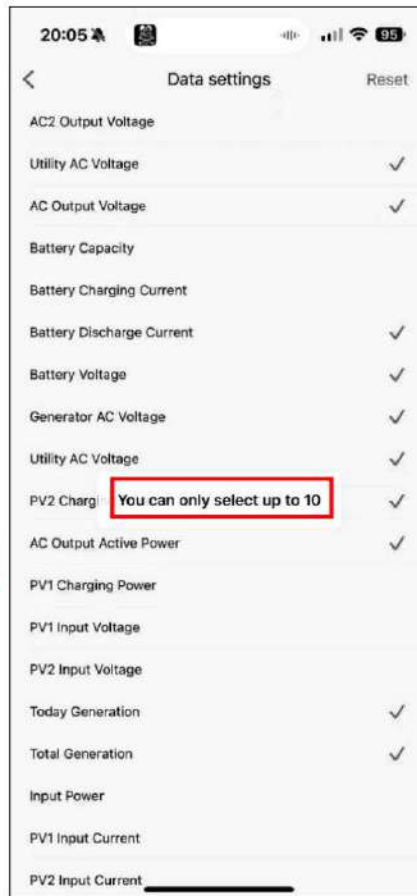 20:05
95
Data settings
Reset
AC2 Output Voltage
Utility AC Voltage
AC Output Voltage
Battery Capacity
Battery Charging Current
Battery Discharge Current
Battery Voltage
Generator AC Voltage
Utility AC Voltage
PV2 Chargi
You can only select up to 10
AC Output Active Power
PV1 Charging Power
PV1 Input Voltage
PV2 Input Voltage
Today Generation
Total Generation
Input Power
PV1 Input Current
PV2 Input Current